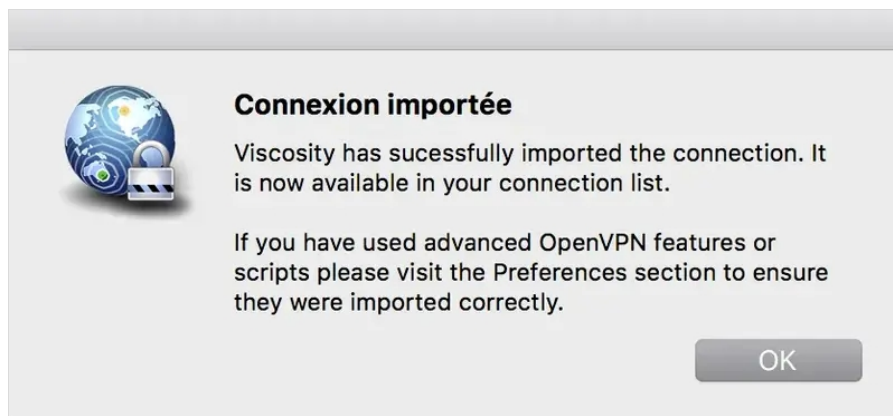 Connexion importée
Viscosity has sucessfully imported the connection. It
is now available in your connection list.
If you have used advanced OpenVPN features or
scripts please visit the Preferences section to ensure
they were imported correctly.
OK